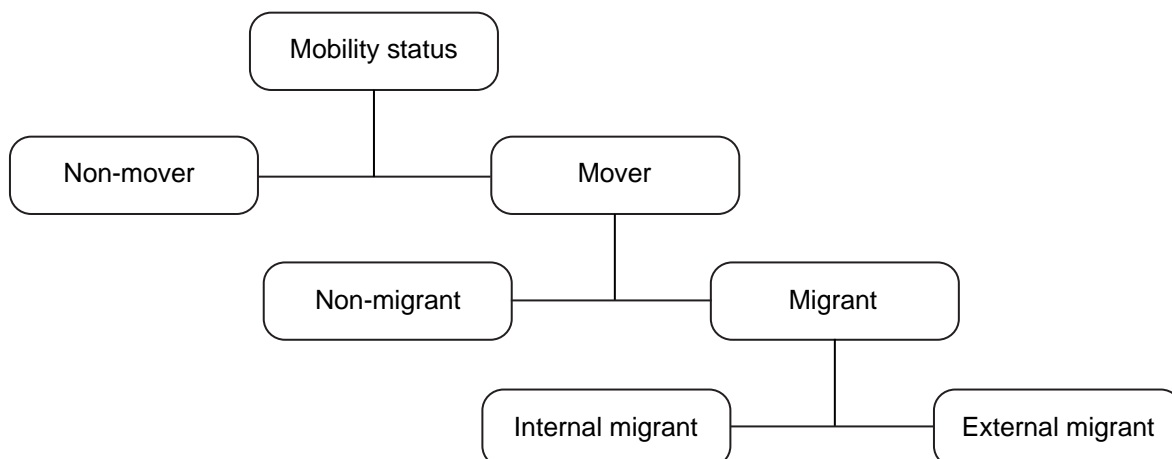 Mobility status
Non-mover
Mover
Non-migrant
Migrant
Internal migrant
External migrant